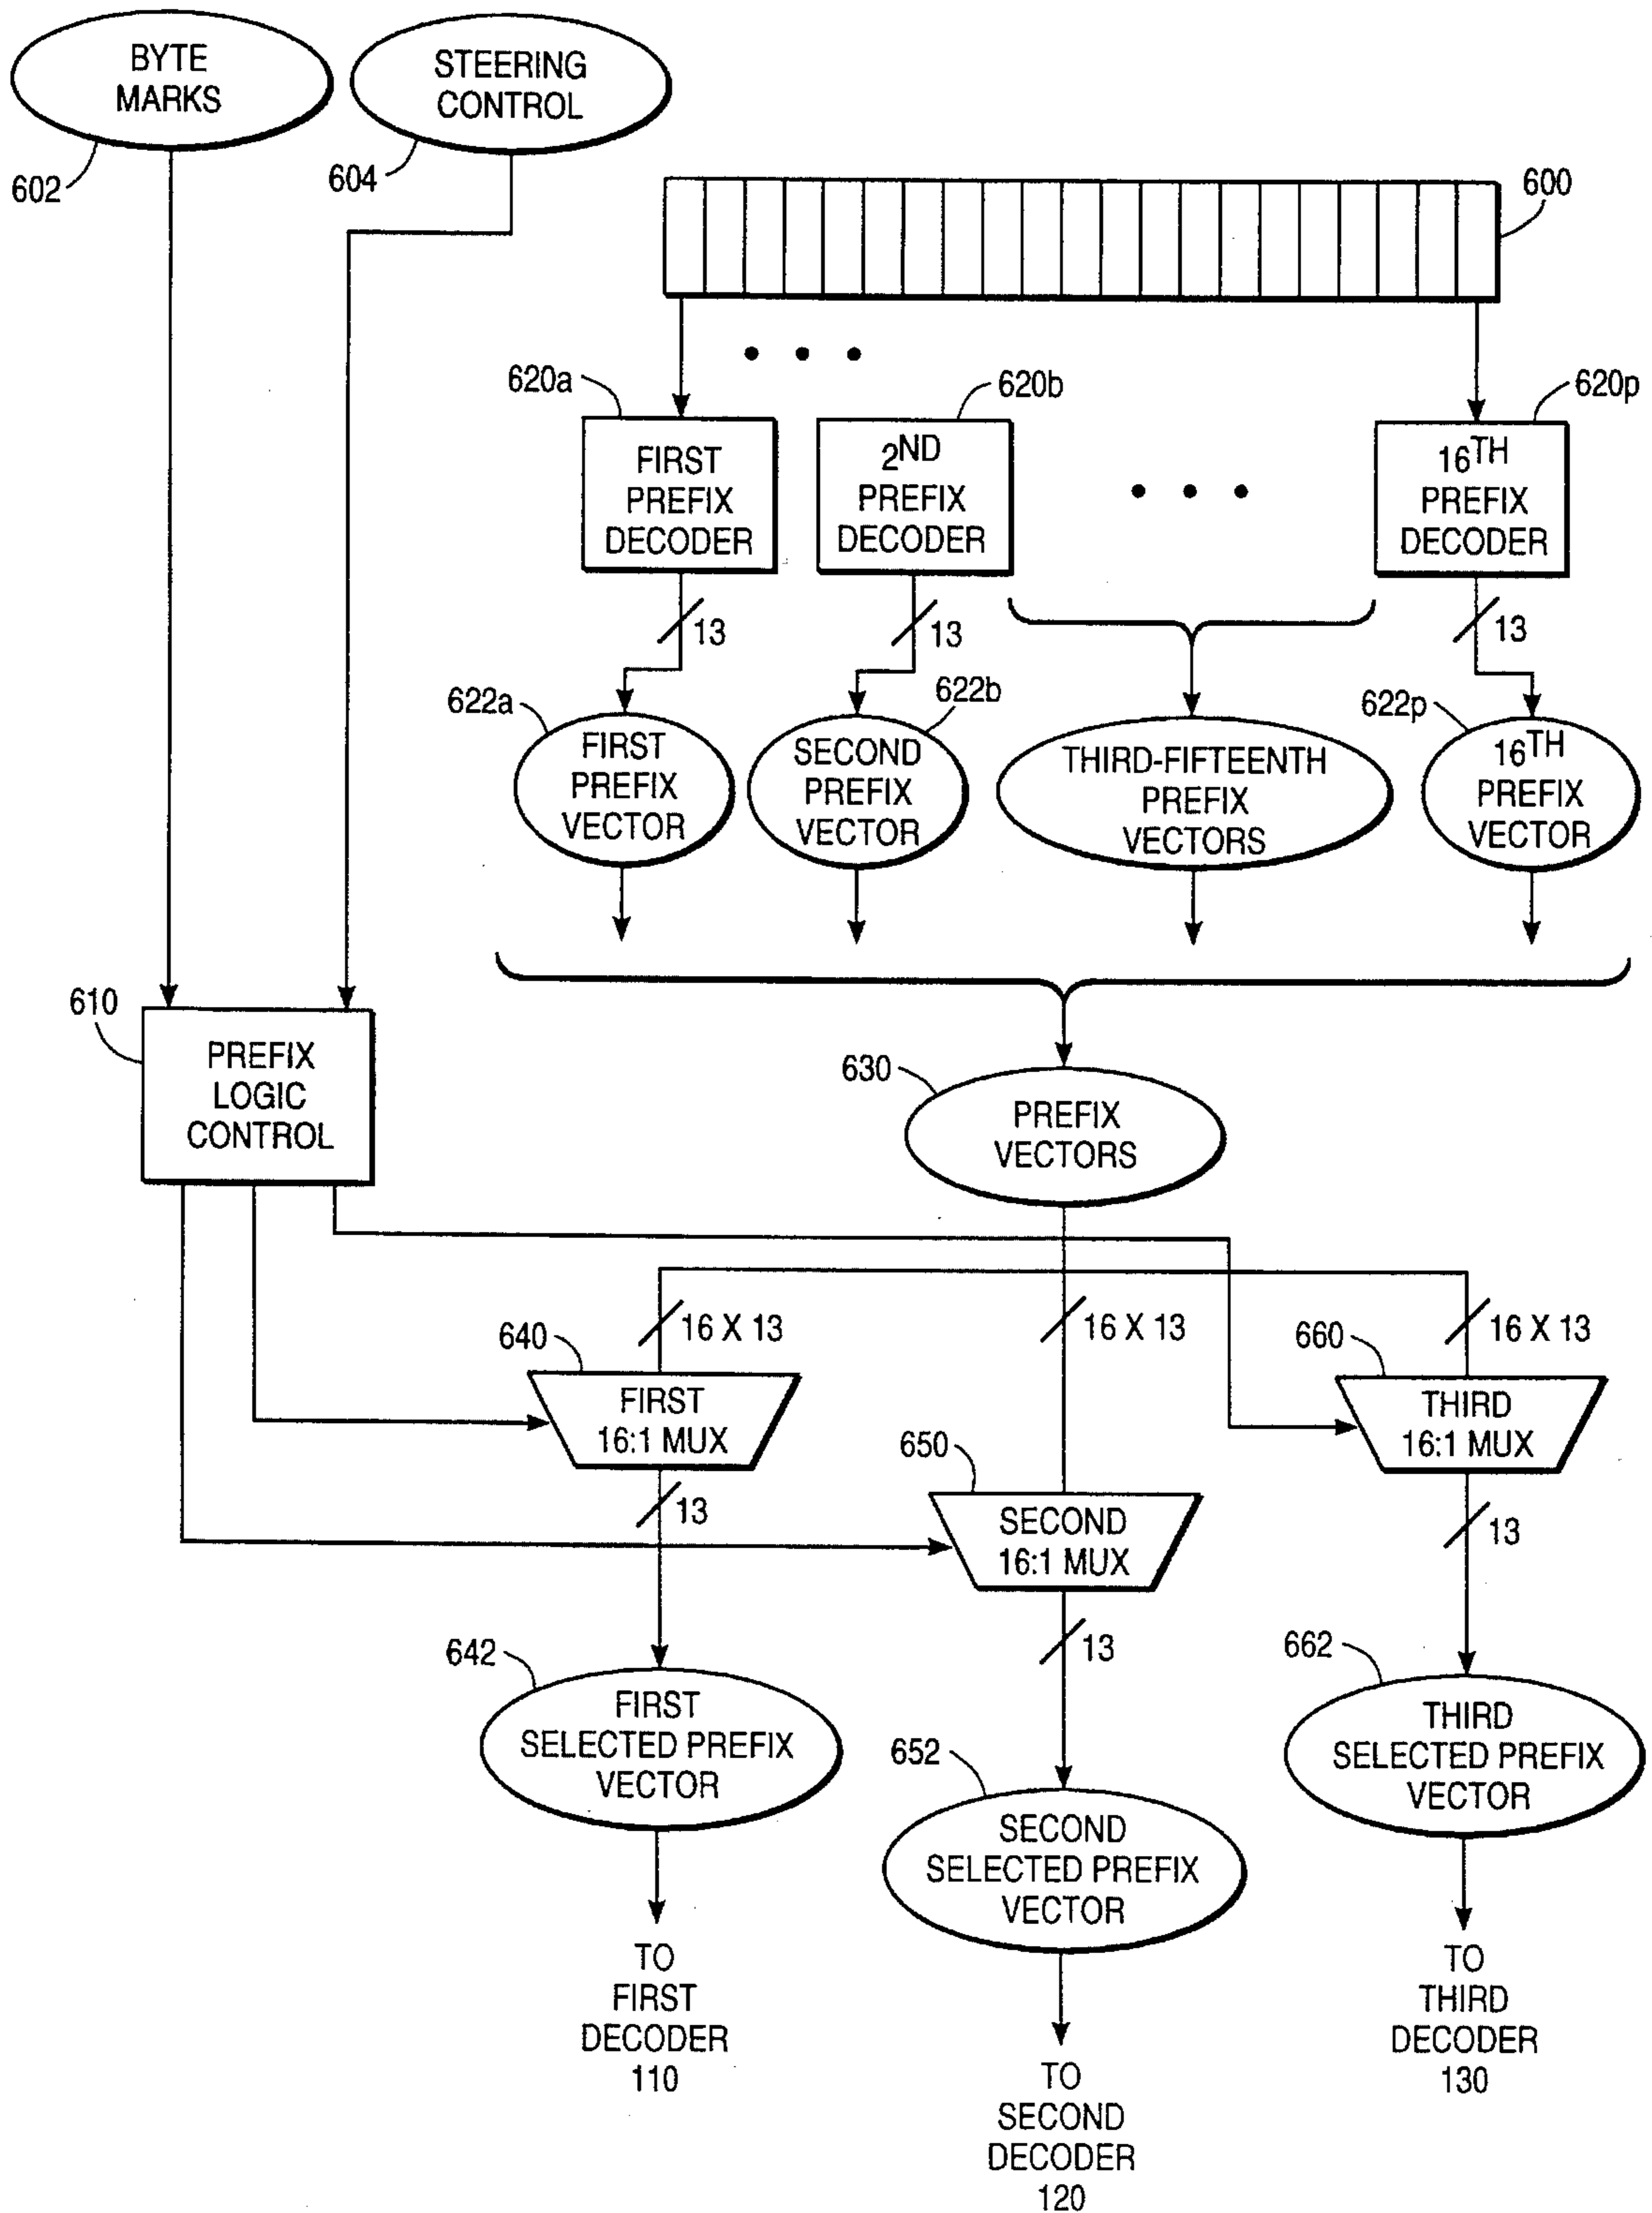 BYTE
MARKS
STEERING
CONTROL
602
604
600
620a
620b
620p
FIRST
PREFIX
DECODER
2ND
PREFIX
DECODER
16TH
PREFIX
DECODER
13
13
13
622a
622b
622p
FIRST
PREFIX
VECTOR
SECOND
PREFIX
VECTOR
THIRD-FIFTEENTH
PREFIX
VECTORS
16TH
PREFIX
VECTOR
610
PREFIX
LOGIC
CONTROL
630
PREFIX
VECTORS
16 X 13
16 X 13
16 X 13
640
FIRST
16:1 MUX
660
THIRD
16:1 MUX
650
SECOND
16:1 MUX
13
13
13
642
FIRST
SELECTED PREFIX
VECTOR
652
SECOND
SELECTED PREFIX
VECTOR
662
THIRD
SELECTED PREFIX
VECTOR
TO
FIRST
DECODER
110
TO
SECOND
DECODER
120
TO
THIRD
DECODER
130